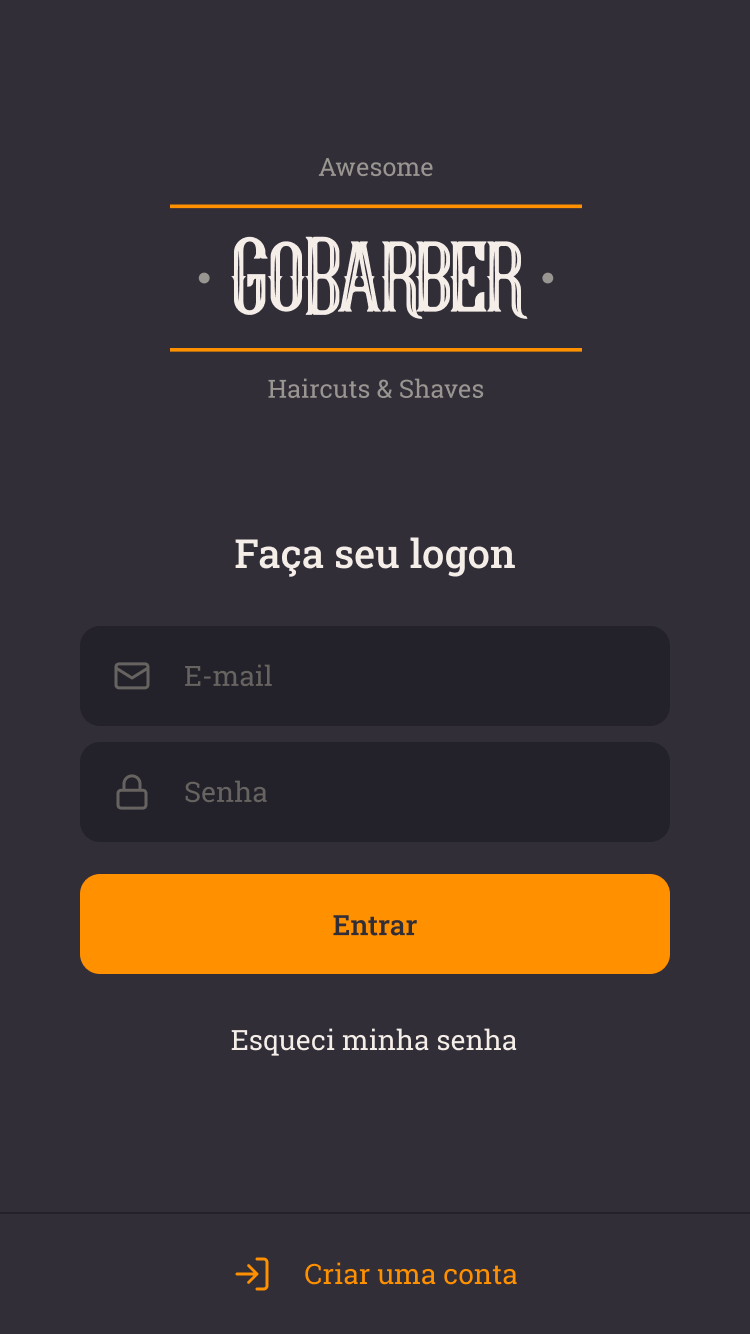 Awesome
• GOBARBER •
Haircuts & Shaves
Faça seu logon
E-mail
Senha
Entrar
Esqueci minha senha
Criar uma conta